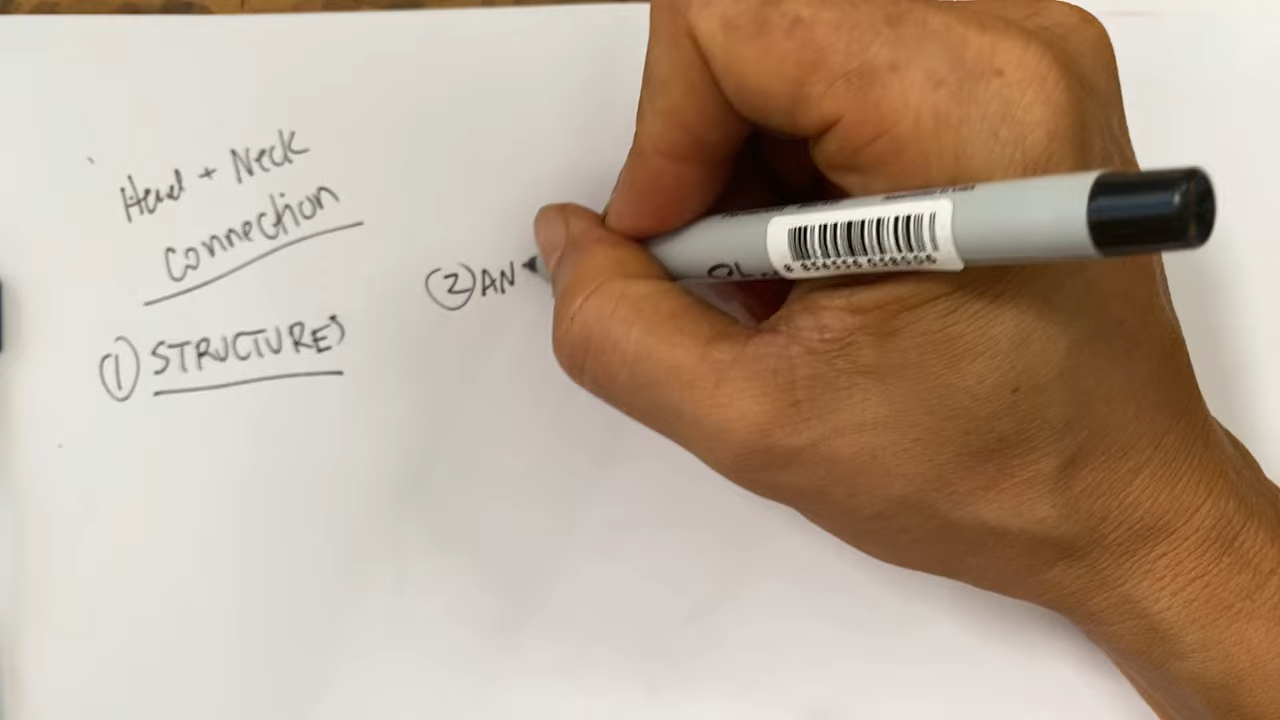 Head + Neck
connection
① STRUCTURES
② AN